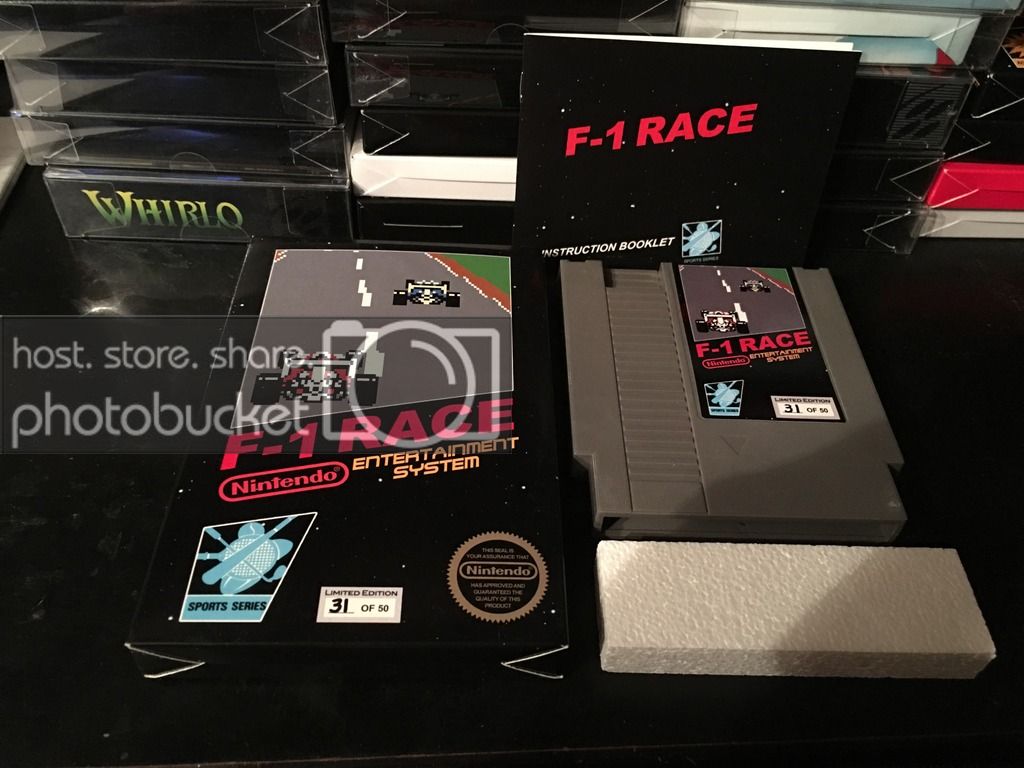 WHIRLO
F-1 RACE
INSTRUCTION BOOKLET
SPORTS SERIES
host. store. share.
photobucket
F-1 RACE
Nintendo®
ENTERTAINMENT
SYSTEM
SPORTS SERIES
LIMITED EDITION
31 OF 50
THIS SEAL IS
YOUR ASSURANCE THAT
Nintendo
HAS APPROVED AND
GUARANTEED THE
QUALITY OF THIS
PRODUCT
F-1 RACE
Nintendo
ENTERTAINMENT
SYSTEM
SPORTS SERIES
LIMITED EDITION
31 OF 50